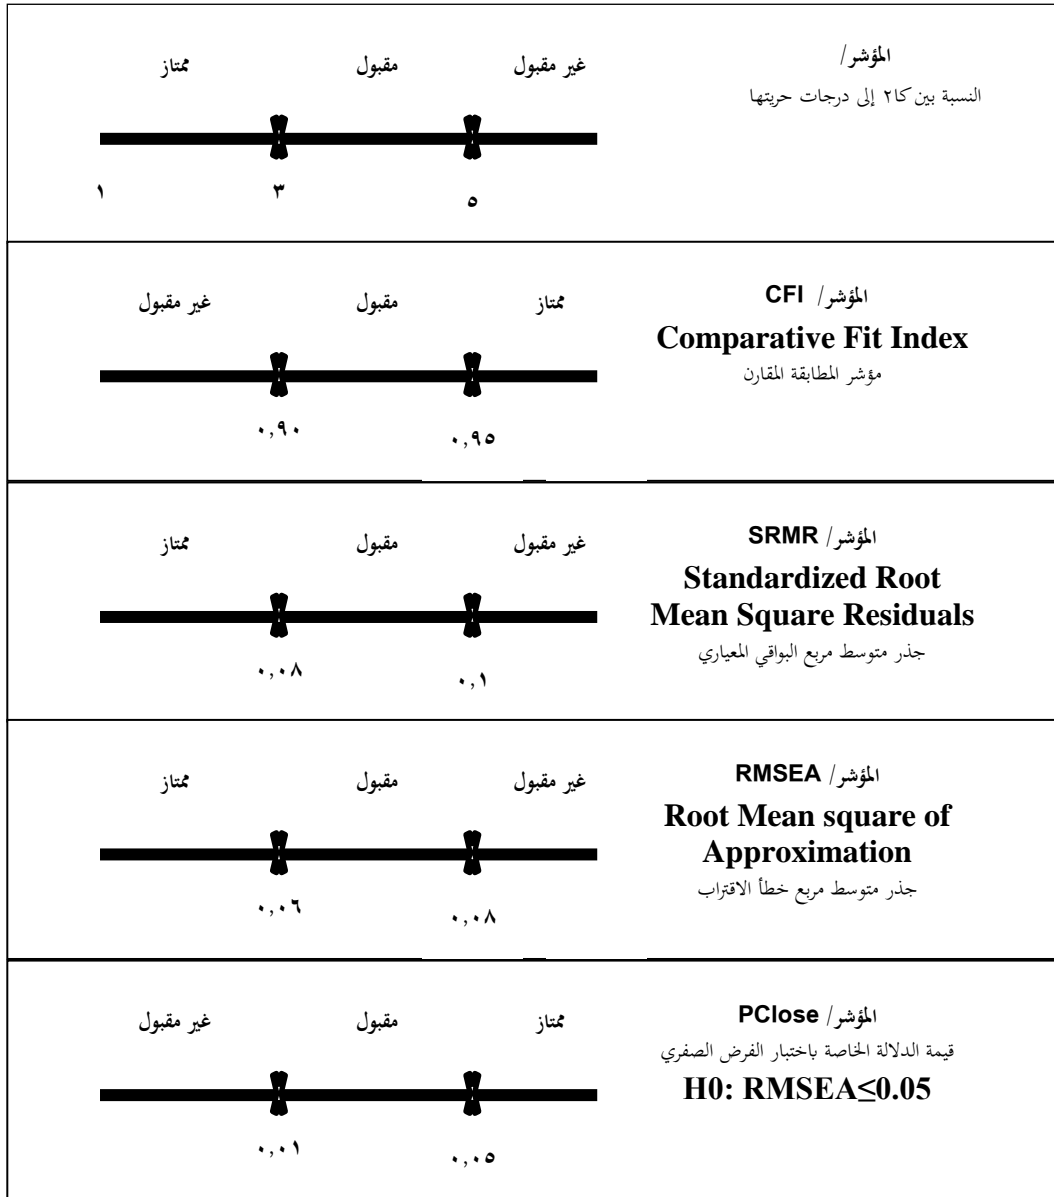 المؤشر/
النسبة بين كا٢ إلى درجات حريتها
غير مقبول
مقبول
ممتاز
٥
٣
١
المؤشر/ CFI
Comparative Fit Index
مؤشر المطابقة المقارن
ممتاز
مقبول
غير مقبول
٠,٩٥
٠,٩٠
المؤشر/ SRMR
Standardized Root
Mean Square Residuals
جذر متوسط مربع البواقي المعياري
غير مقبول
مقبول
ممتاز
٠,١
٠,٠٨
المؤشر/ RMSEA
Root Mean square of
Approximation
جذر متوسط مربع خطأ الاقتراب
غير مقبول
مقبول
ممتاز
٠,٠٨
٠,٠٦
المؤشر/ PClose
قيمة الدلالة الخاصة باختبار الفرض الصفري
H0: RMSEA≤0.05
ممتاز
مقبول
غير مقبول
٠,٠٥
٠,٠١